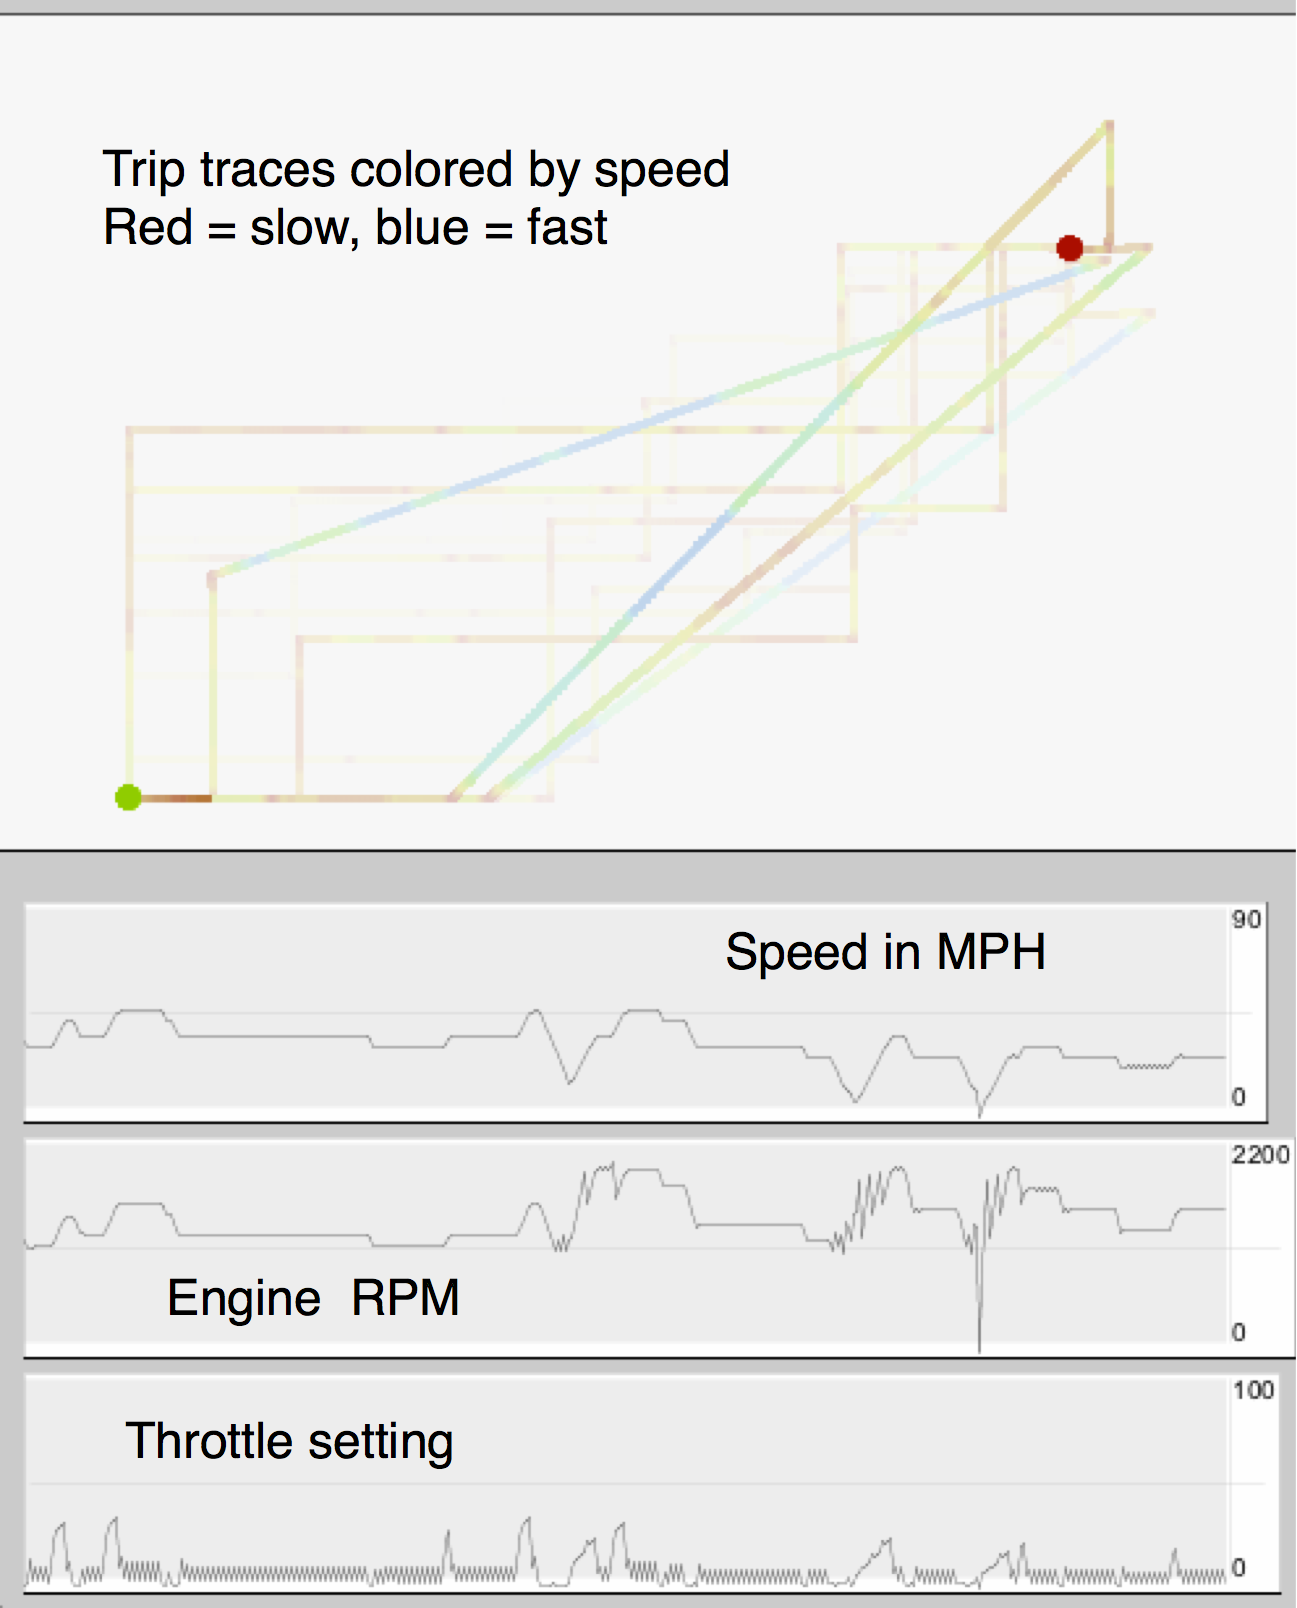 Trip traces colored by speed
Red = slow, blue = fast
90
Speed in MPH
0
2200
Engine RPM
0
100
Throttle setting
0